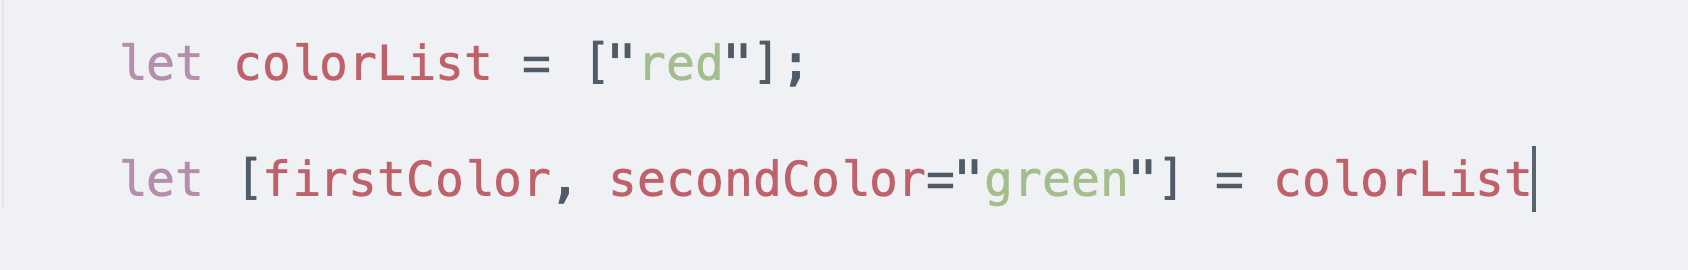 let colorList = ["red"];
let [firstColor, secondColor="green"] = colorList